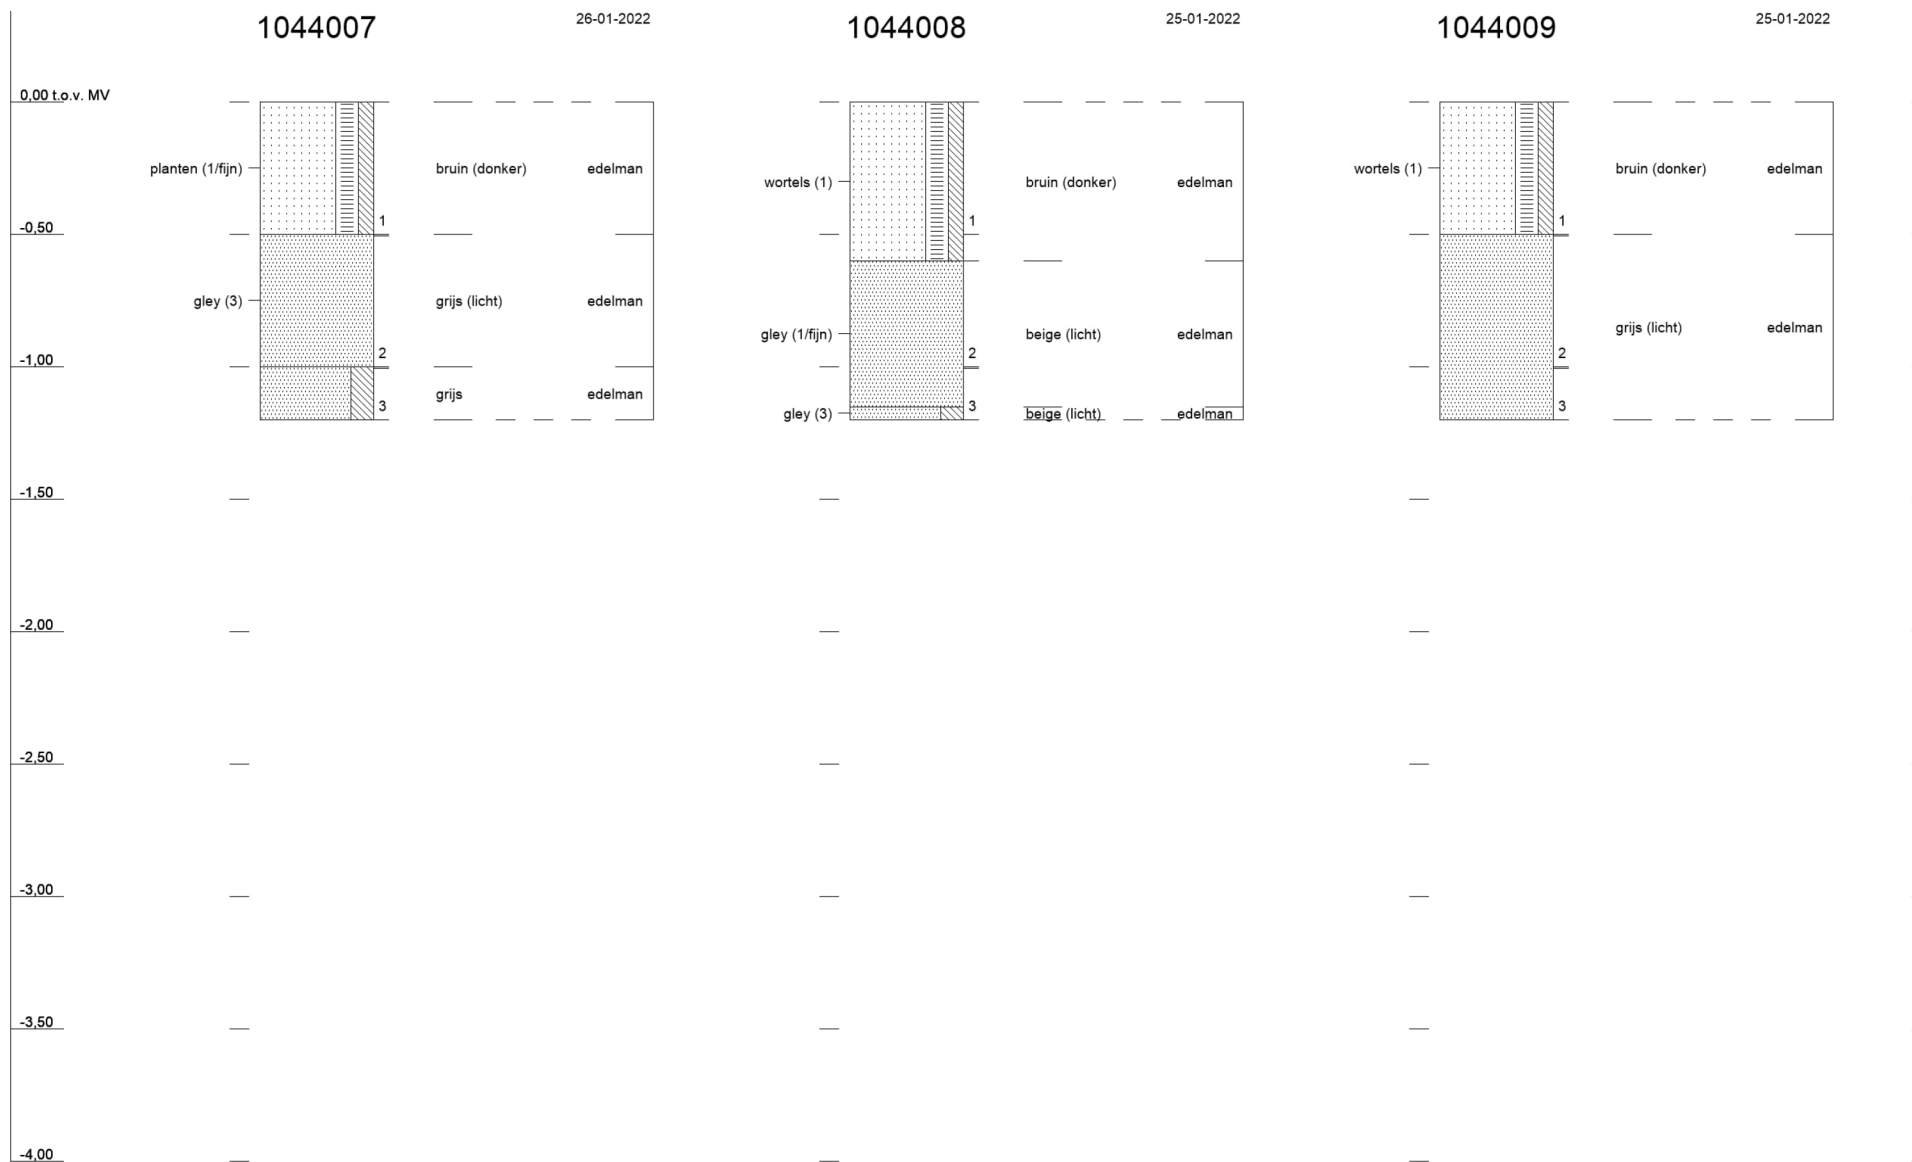 1044007
26-01-2022
1044008
25-01-2022
1044009
25-01-2022
0,00 t.o.v. MV
-0,50
-1,00
-1,50
-2,00
-2,50
-3,00
-3,50
-4,00
planten (1/fijn)
bruin (donker)
edelman
1
gley (3)
grijs (licht)
edelman
2
grijs
edelman
3
wortels (1)
bruin (donker)
edelman
1
gley (1/fijn)
beige (licht)
edelman
2
gley (3)
3
beige (licht)
edelman
wortels (1)
bruin (donker)
edelman
1
grijs (licht)
edelman
2
3